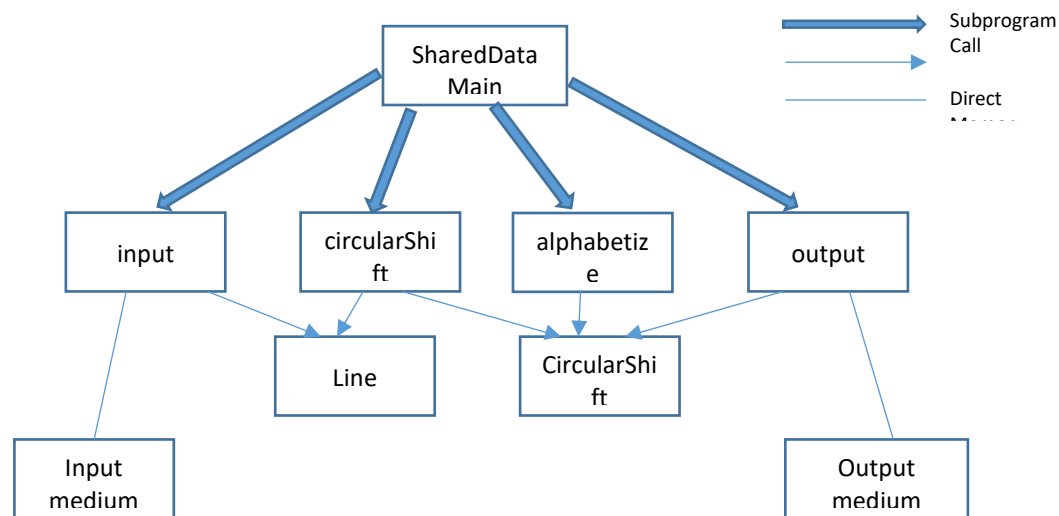 Subprogram
Call
Direct
SharedData
Main
input
circularShi
ft
alphabetiz
e
output
Line
CircularShi
ft
Input
medium
Output
medium